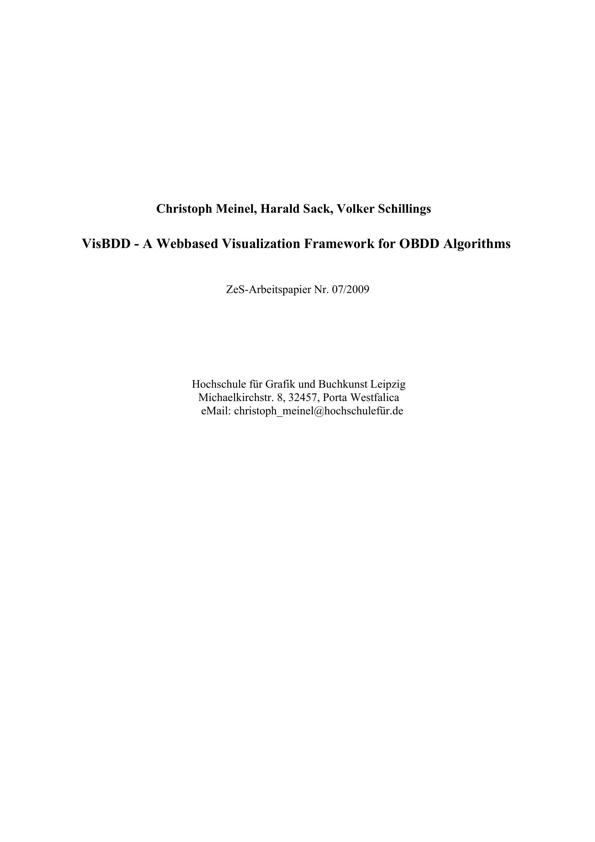 Christoph Meinel, Harald Sack, Volker Schillings
VisBDD - A Webbased Visualization Framework for OBDD Algorithms
ZeS-Arbeitspapier Nr. 07/2009
Hochschule für Grafik und Buchkunst Leipzig
Michaelkirchstr. 8, 32457, Porta Westfalica
eMail: christoph_meinel@hochschulefür.de